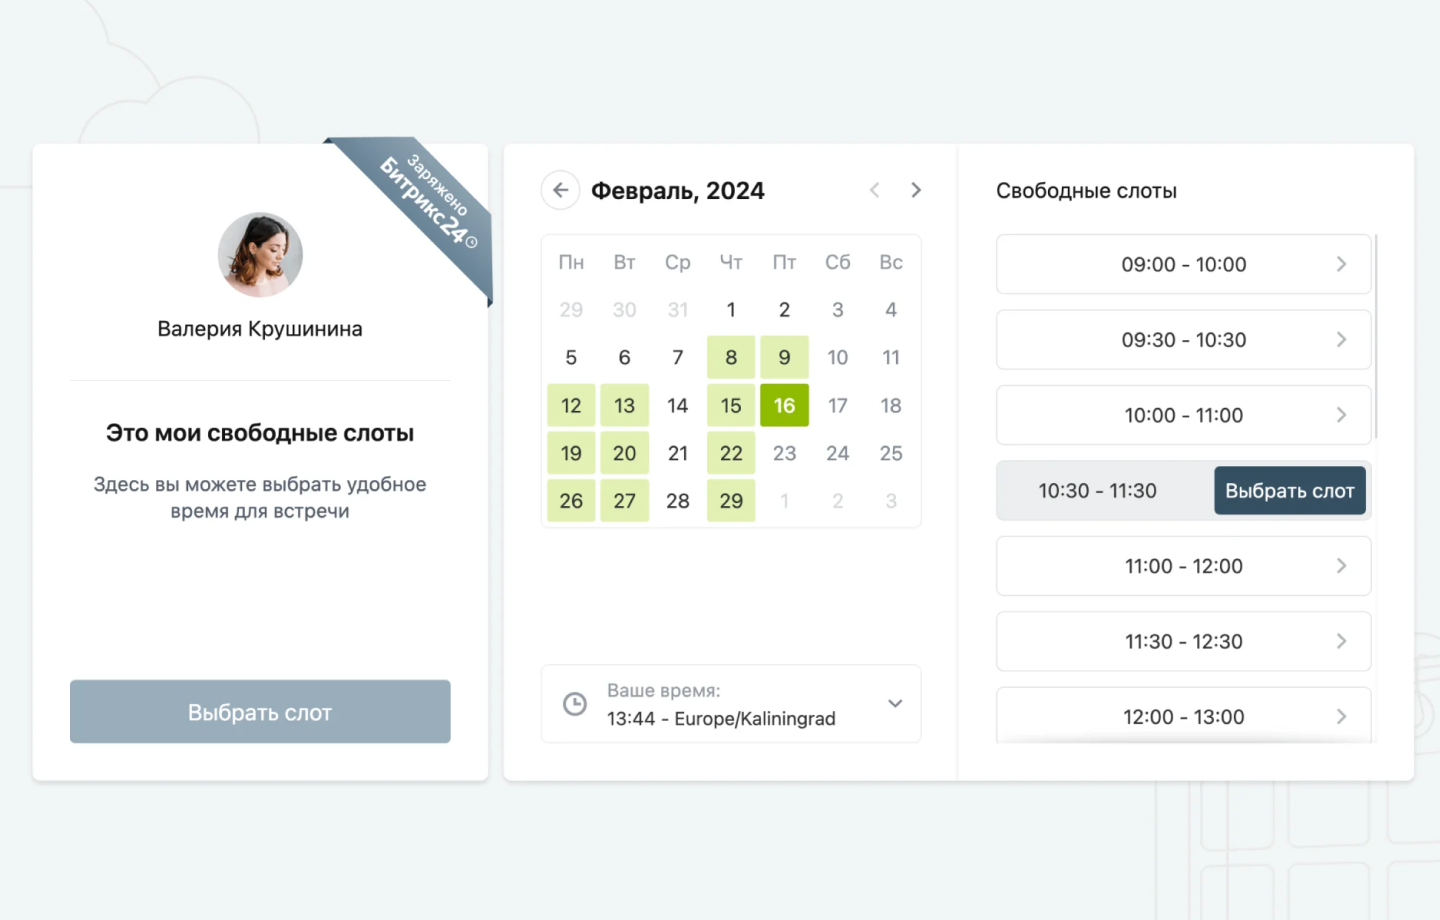 Заряжено
Битрикс24
Валерия Крушинина
Это мои свободные слоты
Здесь вы можете выбрать удобное
время для встречи
Выбрать слот
Февраль, 2024
Пн Вт Ср Чт Пт Сб Вс
29 30 31 1 2 3 4
5 6 7 8 9 10 11
12 13 14 15 16 17 18
19 20 21 22 23 24 25
26 27 28 29 1 2 3
Ваше время:
13:44 - Europe/Kaliningrad
Свободные слоты
09:00 - 10:00
09:30 - 10:30
10:00 - 11:00
10:30 - 11:30 Выбрать слот
11:00 - 12:00
11:30 - 12:30
12:00 - 13:00